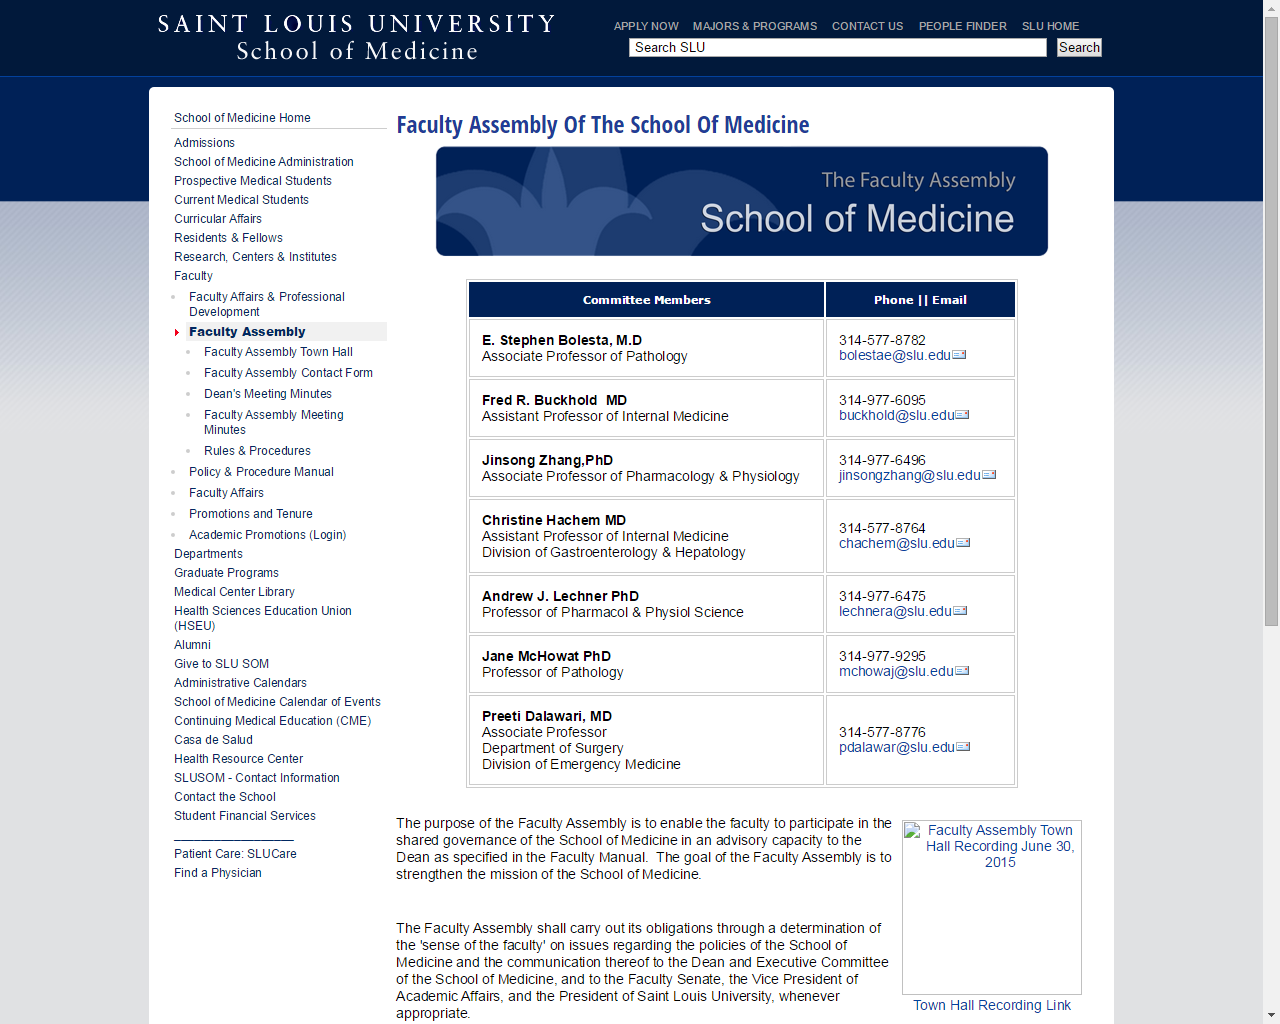 SAINT LOUIS UNIVERSITY
School of Medicine
APPLY NOW MAJORS & PROGRAMS CONTACT US PEOPLE FINDER SLU HOME
Search SLU Search
School of Medicine Home
Admissions
School of Medicine Administration
Prospective Medical Students
Current Medical Students
Curricular Affairs
Residents & Fellows
Research, Centers & Institutes
Faculty
Faculty Affairs & Professional
Development
Faculty Assembly
Faculty Assembly Town Hall
Faculty Assembly Contact Form
Dean's Meeting Minutes
Faculty Assembly Meeting
Minutes
Rules & Procedures
Policy & Procedure Manual
Faculty Affairs
Promotions and Tenure
Academic Promotions (Login)
Departments
Graduate Programs
Medical Center Library
Health Sciences Education Union
(HSEU)
Alumni
Give to SLU SOM
Administrative Calendars
School of Medicine Calendar of Events
Continuing Medical Education (CME)
Casa de Salud
Health Resource Center
SLUSOM - Contact Information
Contact the School
Student Financial Services
Patient Care: SLUCare
Find a Physician
Faculty Assembly Of The School Of Medicine
The Faculty Assembly
School of Medicine
Committee Members Phone || Email
E. Stephen Bolesta, M.D
Associate Professor of Pathology
314-577-8782
bolestae@slu.edu
Fred R. Buckhold  MD
Assistant Professor of Internal Medicine
314-977-6095
buckhold@slu.edu
Jinsong Zhang,PhD
Associate Professor of Pharmacology & Physiology
314-977-6496
jinsongzhang@slu.edu
Christine Hachem MD
Assistant Professor of Internal Medicine
Division of Gastroenterology & Hepatology
314-577-8764
chachem@slu.edu
Andrew J. Lechner PhD
Professor of Pharmacol & Physiol Science
314-977-6475
lechnera@slu.edu
Jane McHowat PhD
Professor of Pathology
314-977-9295
mchowaj@slu.edu
Preeti Dalawari, MD
Associate Professor
Department of Surgery
Division of Emergency Medicine
314-577-8776
pdalawar@slu.edu
The purpose of the Faculty Assembly is to enable the faculty to participate in the
shared governance of the School of Medicine in an advisory capacity to the
Dean as specified in the Faculty Manual.  The goal of the Faculty Assembly is to
strengthen the mission of the School of Medicine.
The Faculty Assembly shall carry out its obligations through a determination of
the 'sense of the faculty' on issues regarding the policies of the School of
Medicine and the communication thereof to the Dean and Executive Committee
of the School of Medicine, and to the Faculty Senate, the Vice President of
Academic Affairs, and the President of Saint Louis University, whenever
appropriate.
Faculty Assembly Town
Hall Recording June 30,
2015
Town Hall Recording Link